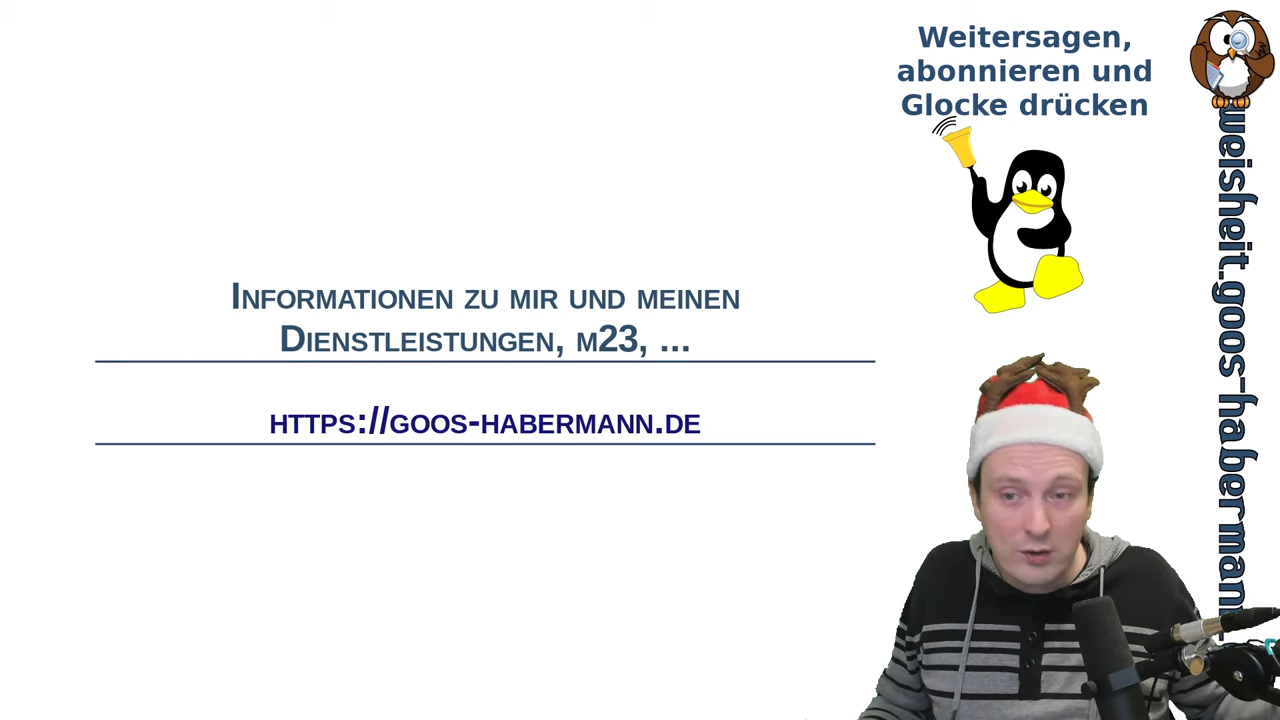 Weitersagen,
abonnieren und
Glocke drücken
Informationen zu mir und meinen
Dienstleistungen, m23, ...
https://goos-habermann.de
weisheit.goos-habermann